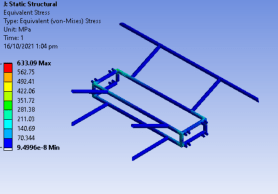 J: Static Structural
Equivalent Stress
Type: Equivalent (von-Mises) Stress
Unit: MPa
Time: 1
16/10/2021 1:04 pm
633.09 Max
562.75
492.41
422.06
351.72
281.38
211.03
140.69
70.344
9.4996e-8 Min